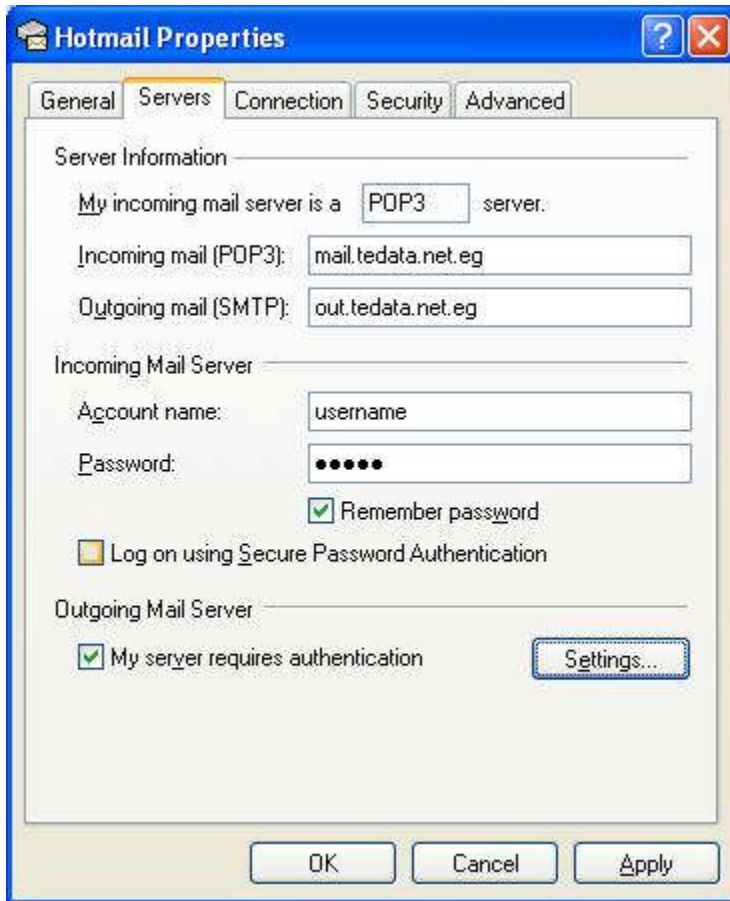 Hotmail Properties
General Servers Connection Security Advanced
Server Information
My incoming mail server is a POP3 server.
Incoming mail (POP3): mail.tedata.net.eg
Outgoing mail (SMTP): out.tedata.net.eg
Incoming Mail Server
Account name: username
Password: •••••
Remember password
Log on using Secure Password Authentication
Outgoing Mail Server
My server requires authentication Settings...
OK Cancel Apply